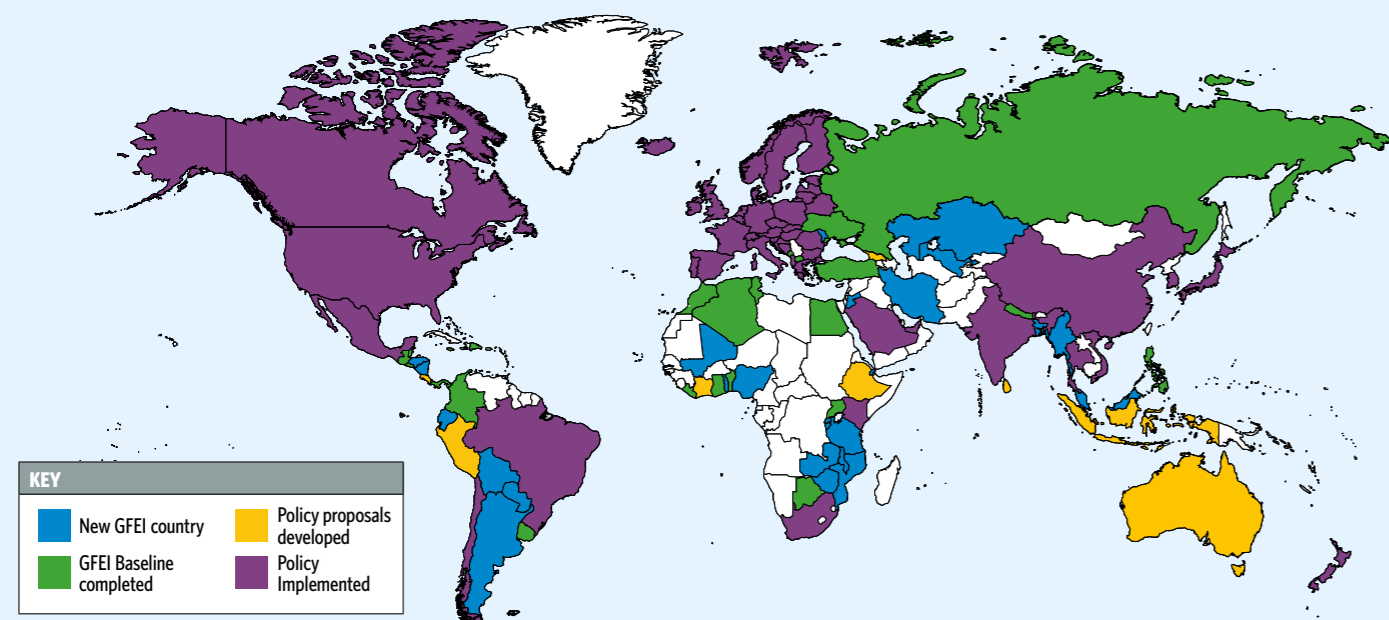 KEY
New GFEI country
Policy proposals
developed
GFEI Baseline
completed
Policy
Implemented